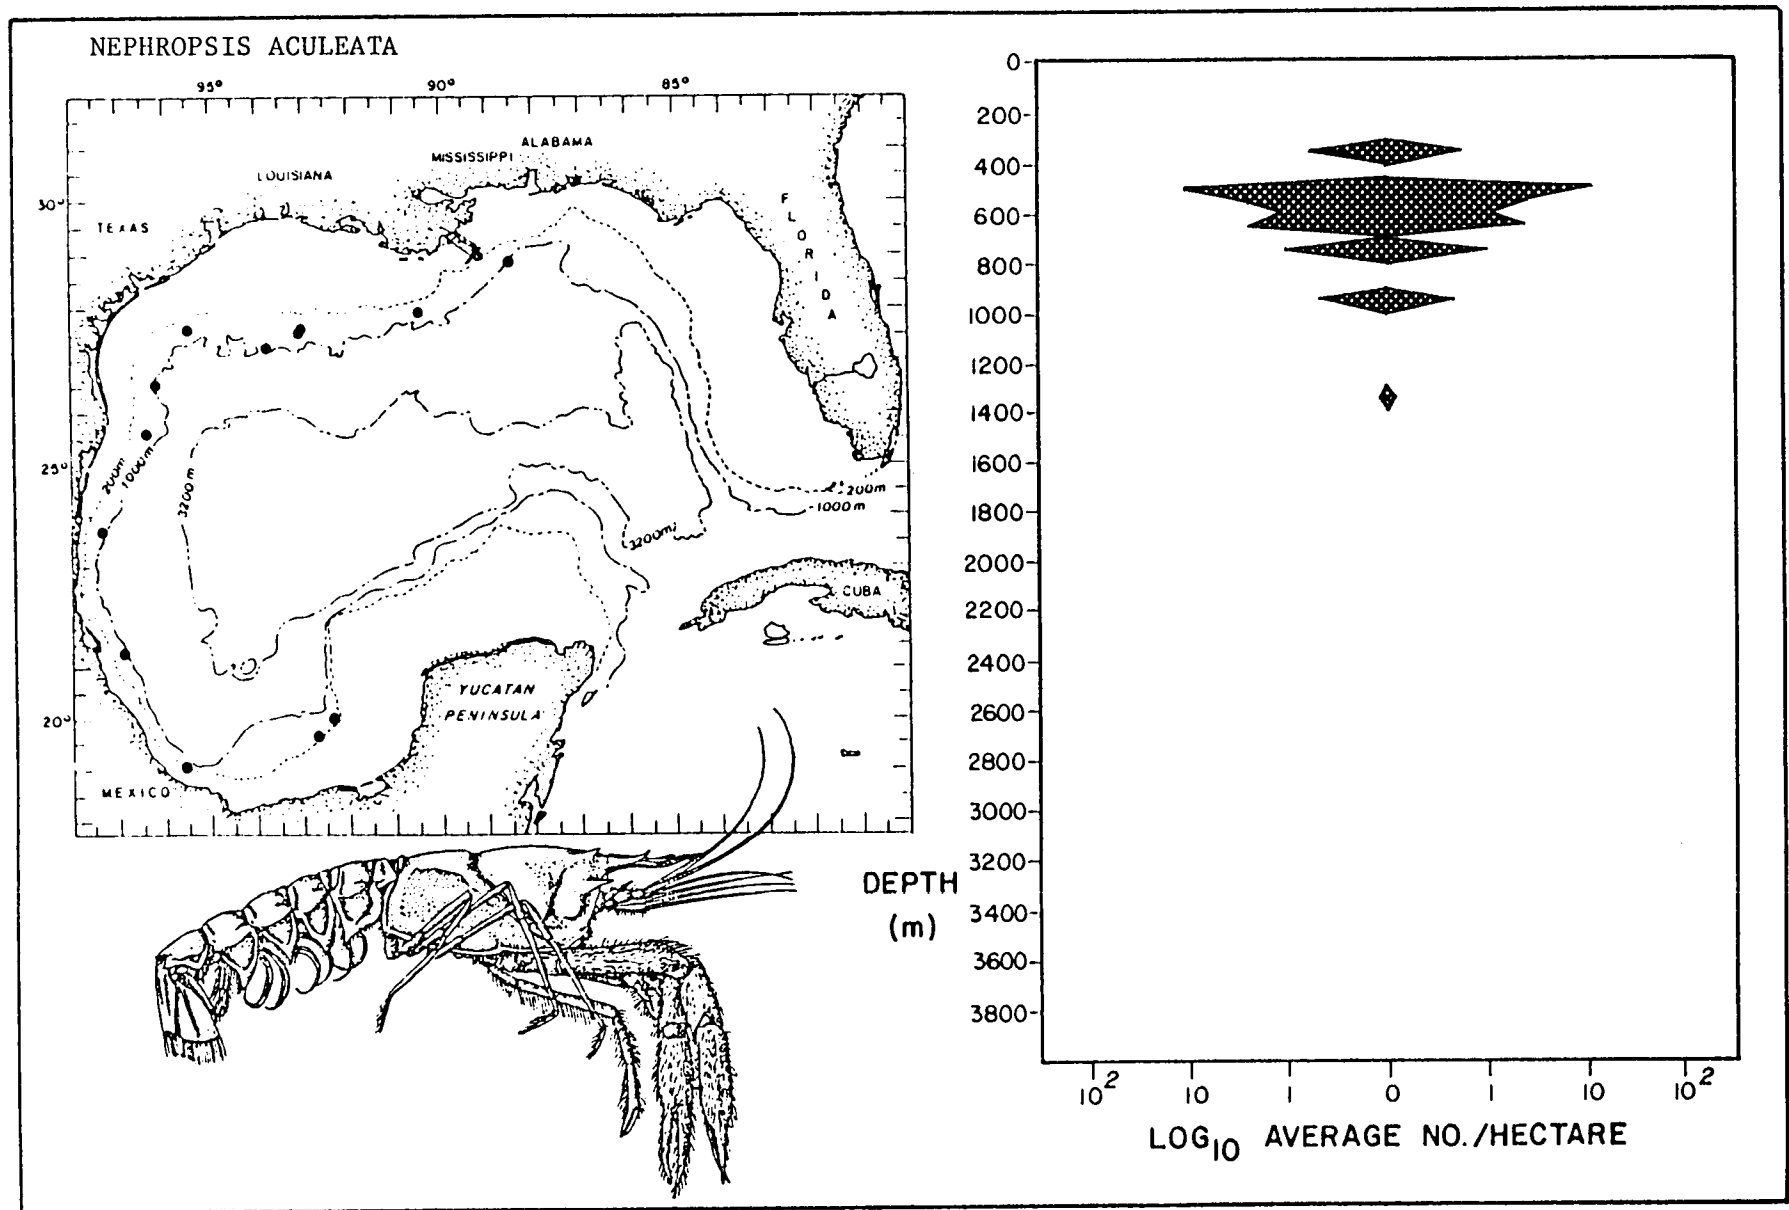 NEPHROPSIS ACULEATA
95° 90° 85°
ALABAMA
MISSISSIPPI
LOUISIANA
30°
TEXAS
FLORIDA
25°
200m
1000m
3200m
200m
1000m
3200m
CUBA
YUCATAN
PENINSULA
20°
MEXICO
0
200
400
600
800
1000
1200
1400
1600
1800
2000
2200
2400
2600
2800
3000
3200
3400
3600
3800
DEPTH
(m)
10² 10 1 0 1 10 10²
LOG₁₀ AVERAGE NO./HECTARE